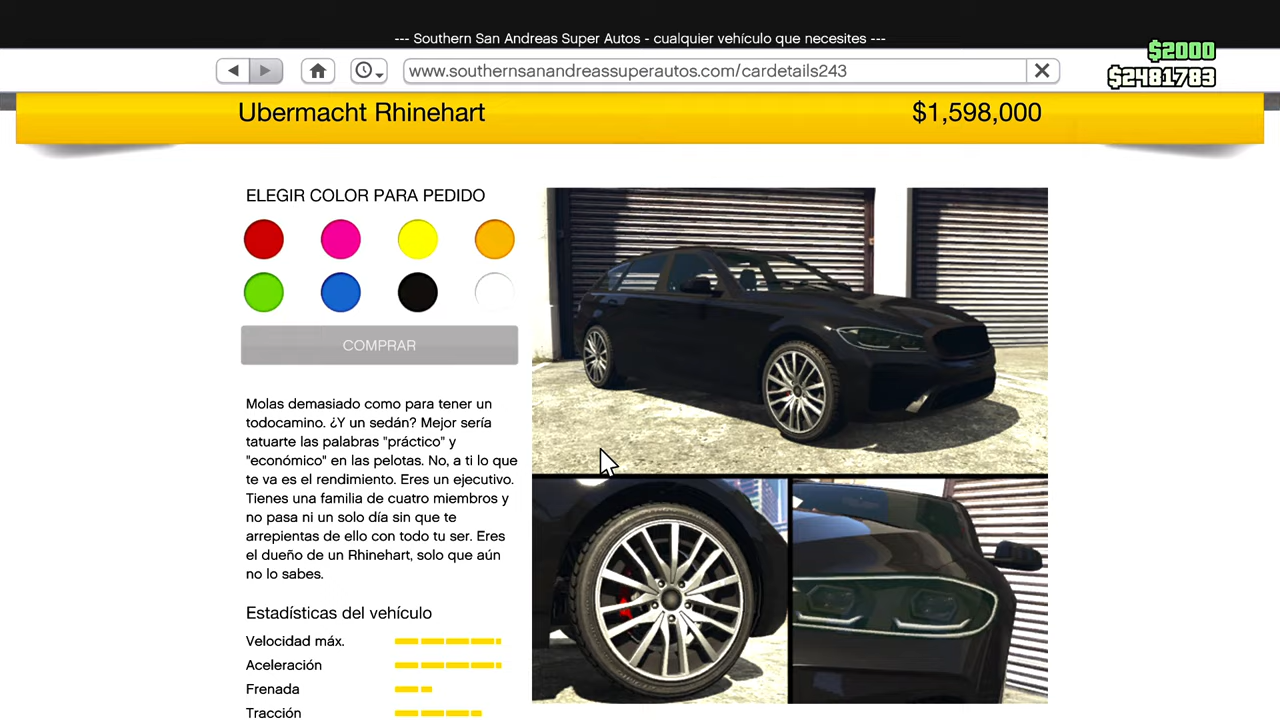 --- Southern San Andreas Super Autos - cualquier vehículo que necesites ---
$2000
www.southernsanandreassuperautos.com/cardetails243
$2481783
Ubermacht Rhinehart
$1,598,000
ELEGIR COLOR PARA PEDIDO
COMPRAR
Molas demasiado como para tener un
todocamino. ¿Y un sedán? Mejor sería
tatuarte las palabras "práctico" y
"económico" en las pelotas. No, a ti lo que
te va es el rendimiento. Eres un ejecutivo.
Tienes una familia de cuatro miembros y
no pasa ni un solo día sin que te
arrepientas de ello con todo tu ser. Eres
el dueño de un Rhinehart, solo que aún
no lo sabes.
Estadísticas del vehículo
Velocidad máx.
Aceleración
Frenada
Tracción